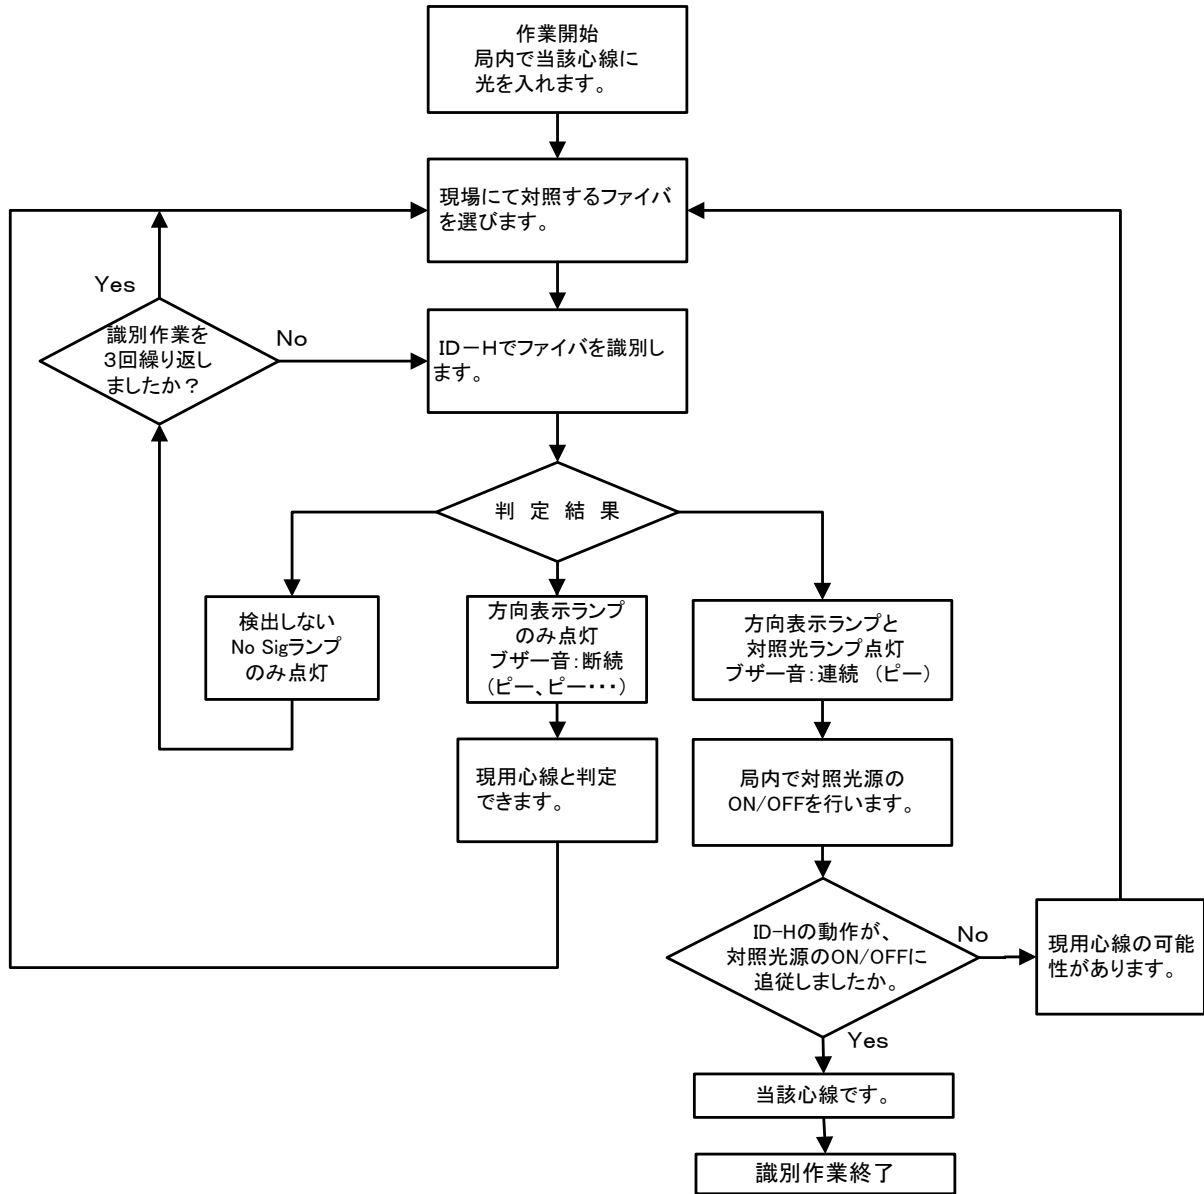 作業開始
局内で当該心線に
光を入れます。
現場にて対照するファイバ
を選びます。
Yes
識別作業を
3回繰り返し
ましたか？
No
ID－Hでファイバを識別し
ます。
判 定 結 果
検出しない
No Sigランプ
のみ点灯
方向表示ランプ
のみ点灯
ブザー音：断続
（ピー、ピー・・・）
方向表示ランプと
対照光ランプ点灯
ブザー音：連続 （ピー）
現用心線と判定
できます。
局内で対照光源の
ON/OFFを行います。
ID-Hの動作が、
対照光源のON/OFFに
追従しましたか。
No
現用心線の可能
性があります。
Yes
当該心線です。
識別作業終了